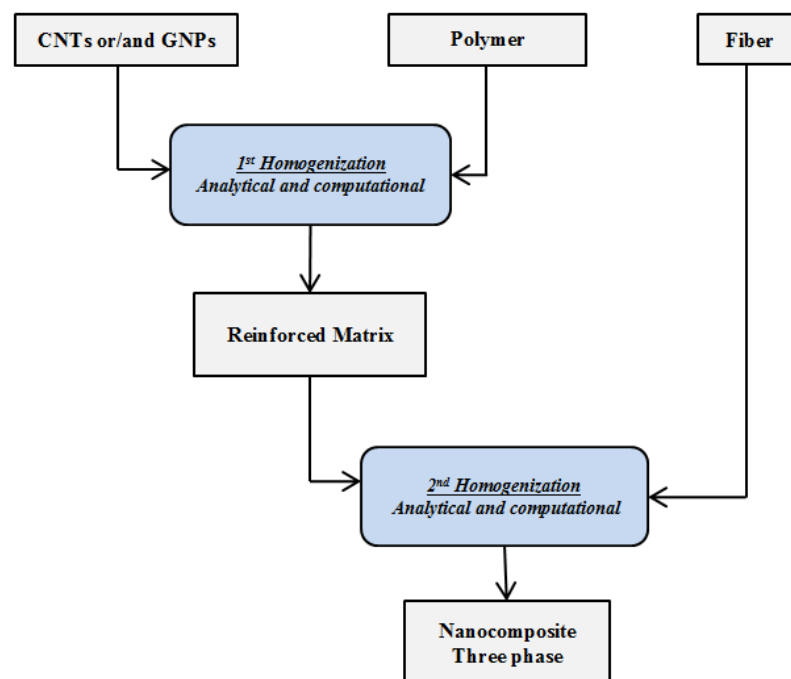 CNTs or/and GNPs
Polymer
Fiber
1st Homogenization
Analytical and computational
Reinforced Matrix
2nd Homogenization
Analytical and computational
Nanocomposite
Three phase